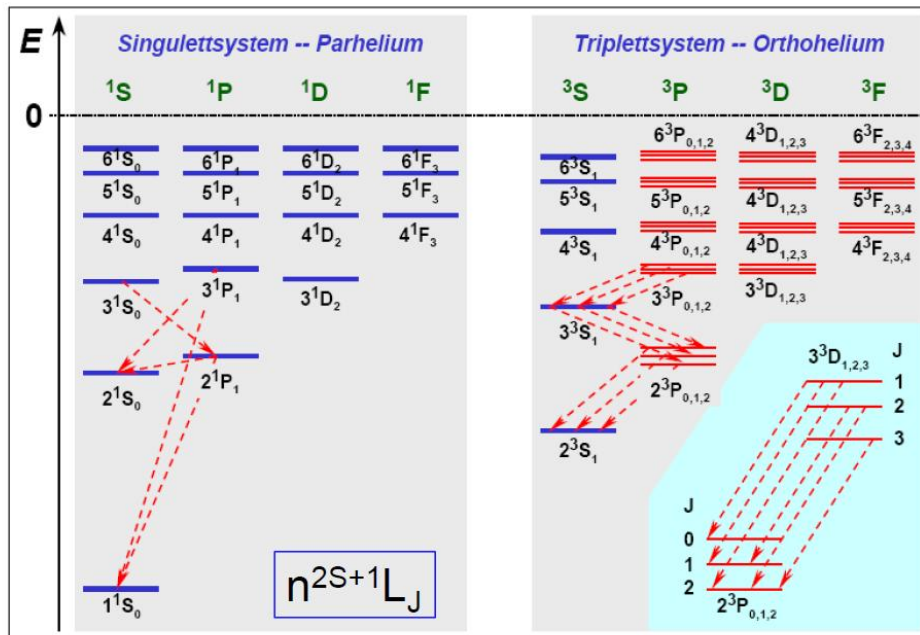 E
Singulettsystem -- Parhelium
Triplettsystem -- Orthohelium
¹S ¹P ¹D ¹F
³S ³P ³D ³F
0
6¹S₀ 6¹P₁ 6¹D₂ 6¹F₃
5¹S₀ 5¹P₁ 5¹D₂ 5¹F₃
4¹S₀ 4¹P₁ 4¹D₂ 4¹F₃
3¹S₀ 3¹P₁ 3¹D₂
2¹S₀ 2¹P₁
1¹S₀
n²ˢ⁺¹L_J
6³P₀,₁,₂ 4³D₁,₂,₃ 6³F₂,₃,₄
6³S₁
5³S₁ 5³P₀,₁,₂ 4³D₁,₂,₃ 5³F₂,₃,₄
4³S₁ 4³P₀,₁,₂ 4³D₁,₂,₃ 4³F₂,₃,₄
3³S₁ 3³P₀,₁,₂ 3³D₁,₂,₃
2³P₀,₁,₂
2³S₁
3³D₁,₂,₃ J
1
2
3
J
0
1
2
2³P₀,₁,₂